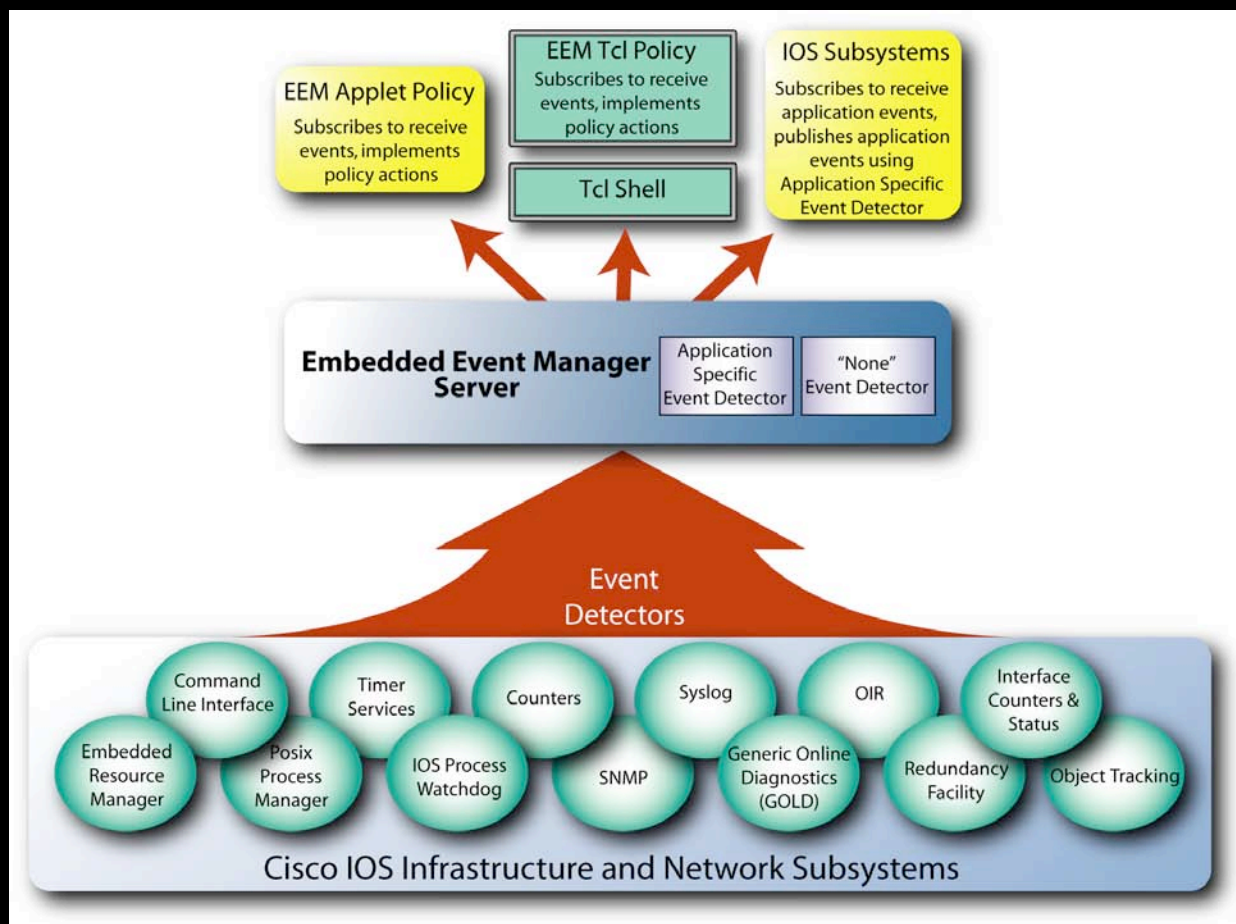 EEM Applet Policy
Subscribes to receive
events, implements
policy actions
EEM Tcl Policy
Subscribes to receive
events, implements
policy actions
Tcl Shell
IOS Subsystems
Subscribes to receive
application events,
publishes application
events using
Application Specific
Event Detector
Embedded Event Manager
Server
Application
Specific
Event Detector
“None”
Event Detector
Event
Detectors
Command
Line Interface
Timer
Services
Counters
Syslog
OIR
Interface
Counters &
Status
Embedded
Resource
Manager
Posix
Process
Manager
IOS Process
Watchdog
SNMP
Generic Online
Diagnostics
(GOLD)
Redundancy
Facility
Object Tracking
Cisco IOS Infrastructure and Network Subsystems